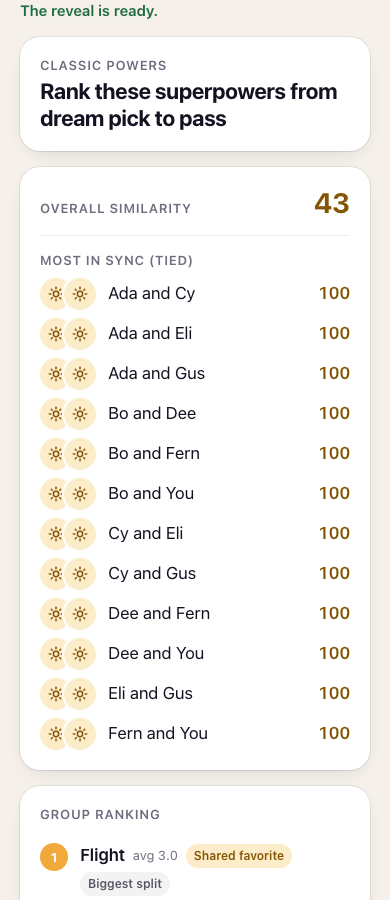 The reveal is ready.
CLASSIC POWERS
Rank these superpowers from
dream pick to pass
OVERALL SIMILARITY 43
MOST IN SYNC (TIED)
Ada and Cy 100
Ada and Eli 100
Ada and Gus 100
Bo and Dee 100
Bo and Fern 100
Bo and You 100
Cy and Eli 100
Cy and Gus 100
Dee and Fern 100
Dee and You 100
Eli and Gus 100
Fern and You 100
GROUP RANKING
1 Flight avg 3.0 Shared favorite
Biggest split